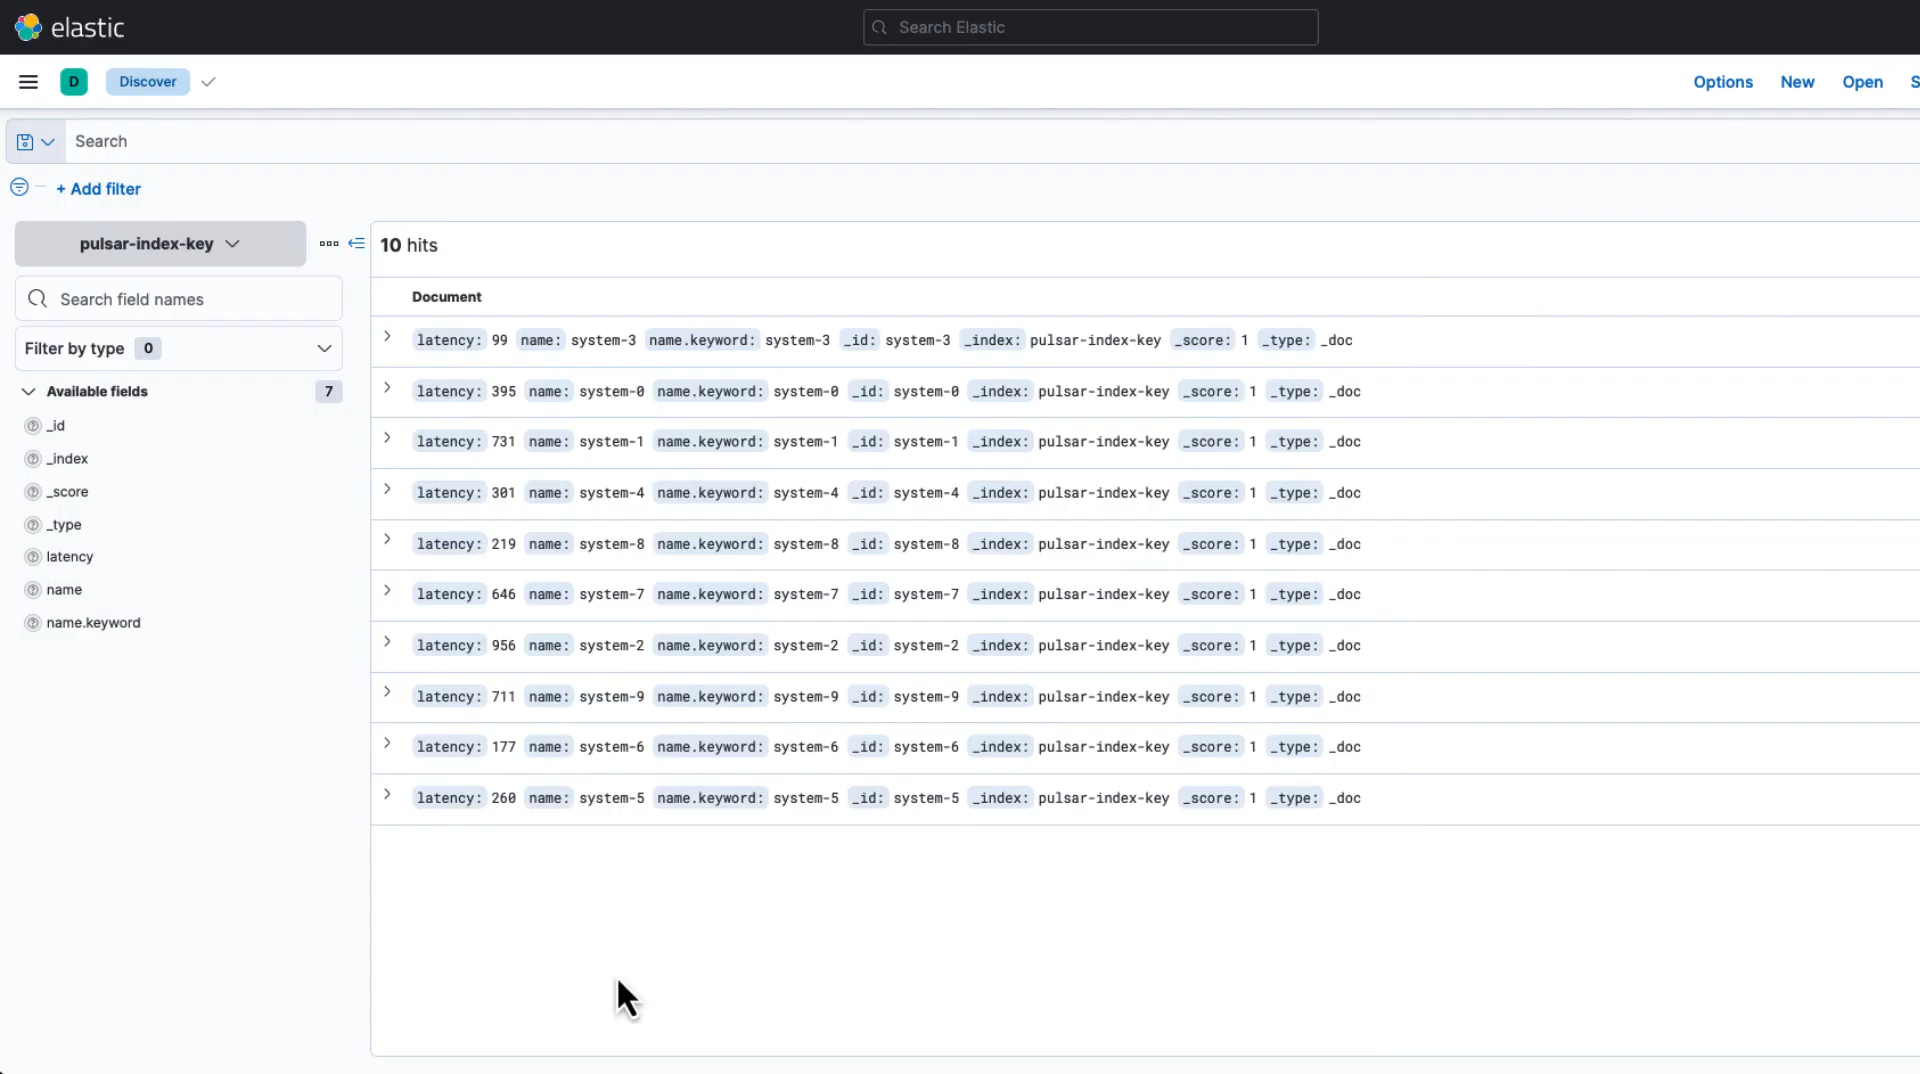 elastic
Search Elastic
D
Discover
Options
New
Open
S
Search
+ Add filter
pulsar-index-key
10 hits
Search field names
Document
Filter by type 0
latency: 99 name: system-3 name.keyword: system-3 _id: system-3 _index: pulsar-index-key _score: 1 _type: _doc
latency: 395 name: system-0 name.keyword: system-0 _id: system-0 _index: pulsar-index-key _score: 1 _type: _doc
latency: 731 name: system-1 name.keyword: system-1 _id: system-1 _index: pulsar-index-key _score: 1 _type: _doc
latency: 301 name: system-4 name.keyword: system-4 _id: system-4 _index: pulsar-index-key _score: 1 _type: _doc
latency: 219 name: system-8 name.keyword: system-8 _id: system-8 _index: pulsar-index-key _score: 1 _type: _doc
latency: 646 name: system-7 name.keyword: system-7 _id: system-7 _index: pulsar-index-key _score: 1 _type: _doc
latency: 956 name: system-2 name.keyword: system-2 _id: system-2 _index: pulsar-index-key _score: 1 _type: _doc
latency: 711 name: system-9 name.keyword: system-9 _id: system-9 _index: pulsar-index-key _score: 1 _type: _doc
latency: 177 name: system-6 name.keyword: system-6 _id: system-6 _index: pulsar-index-key _score: 1 _type: _doc
latency: 260 name: system-5 name.keyword: system-5 _id: system-5 _index: pulsar-index-key _score: 1 _type: _doc
Available fields 7
_id
_index
_score
_type
latency
name
name.keyword